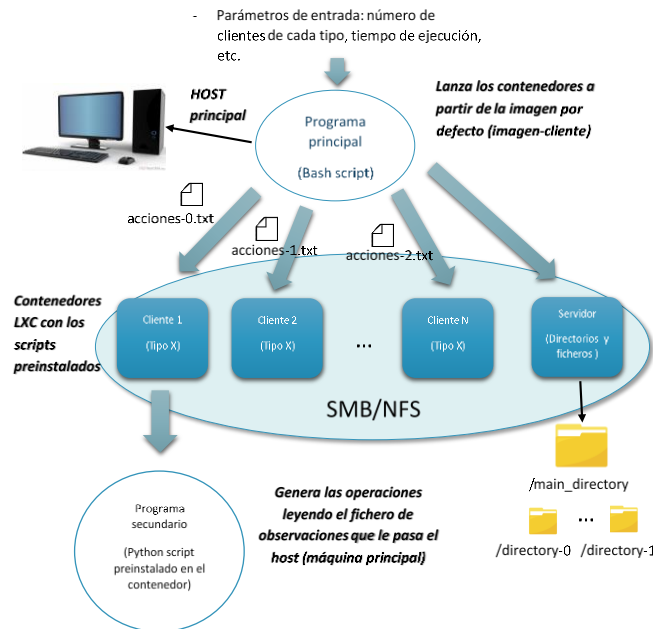 - Parámetros de entrada: número de
clientes de cada tipo, tiempo de ejecución,
etc.
HOST
principal
Programa
principal
(Bash script)
Lanza los contenedores a
partir de la imagen por
defecto (imagen-cliente)
acciones-0.txt
acciones-1.txt
acciones-2.txt
Contenedores
LXC con los
scripts
preinstalados
Cliente 1
(Tipo X)
Cliente 2
(Tipo X)
...
Cliente N
(Tipo X)
Servidor
(Directorios y
ficheros )
SMB/NFS
/main_directory
...
/directory-0 /directory-1
Programa
secundario
(Python script
preinstalado en el
contenedor)
Genera las operaciones
leyendo el fichero de
observaciones que le pasa el
host (máquina principal)